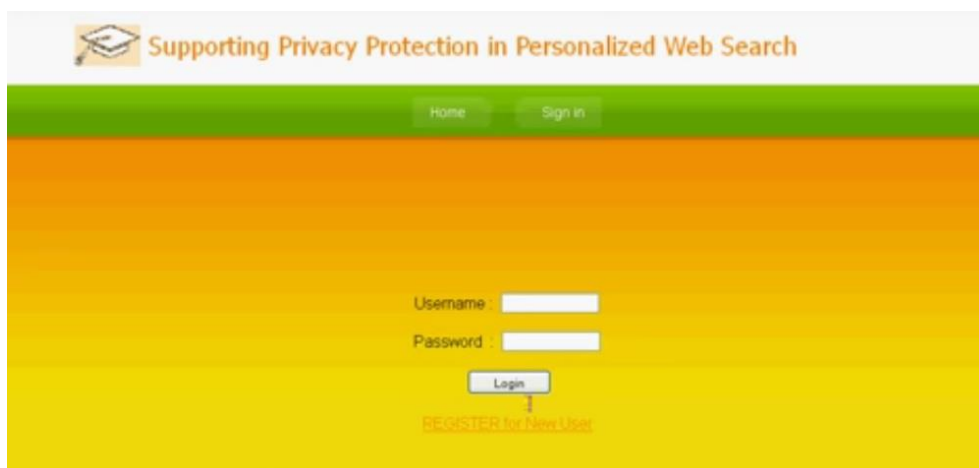 Supporting Privacy Protection in Personalized Web Search
Home Sign in
Username :
Password :
Login
REGISTER for New User